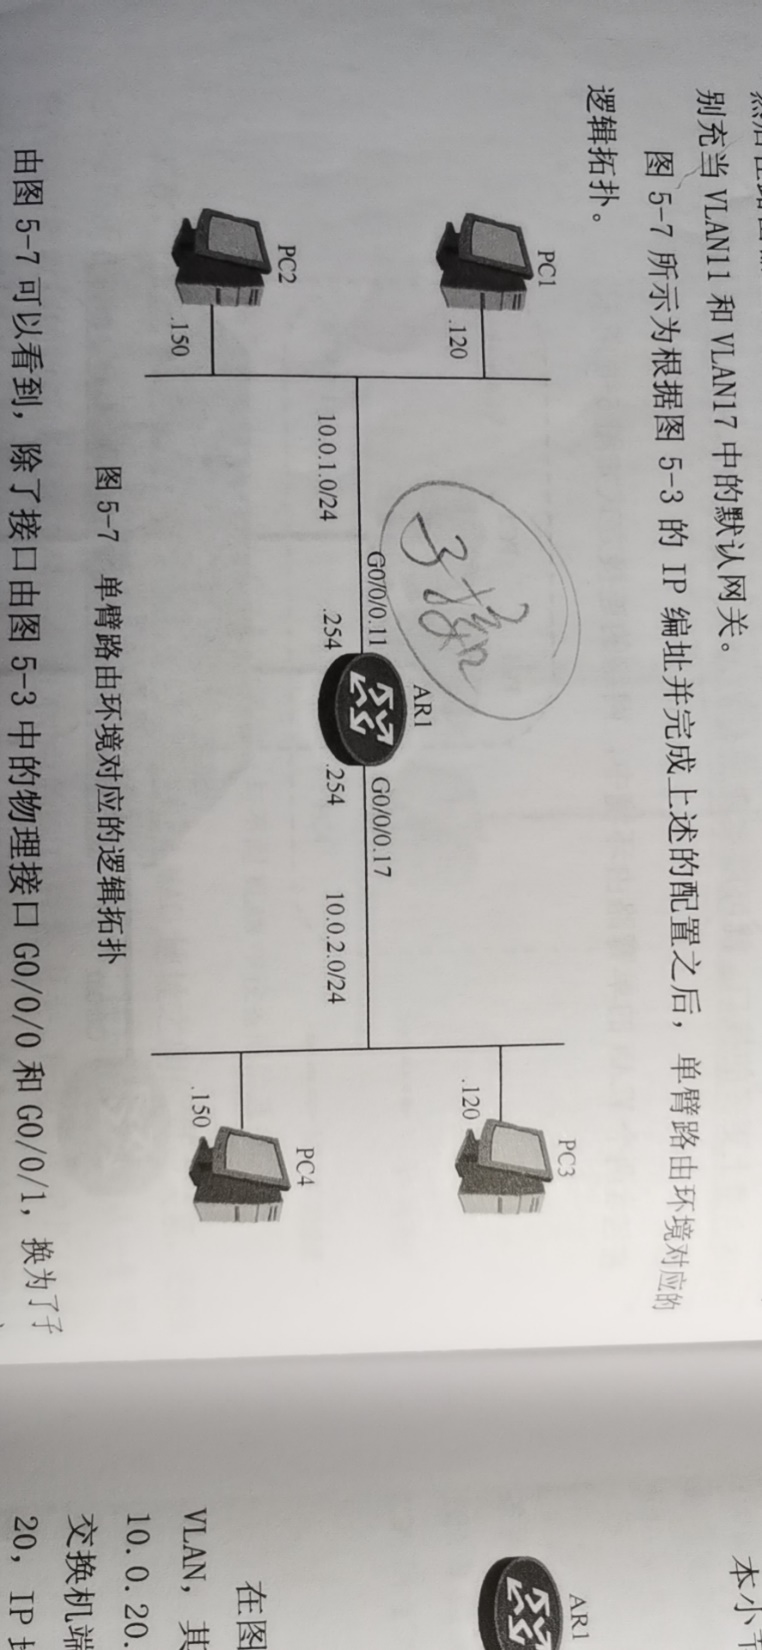 别充当 VLAN11 和 VLAN17 中的默认网关。
图 5-7 所示为根据图 5-3 的 IP 编址并完成上述的配置之后，单臂路由环境对应的
逻辑拓扑。
PC1
PC3
.120
.120
子接口
AR1
G0/0/0.11
G0/0/0.17
10.0.1.0/24
.254
.254
10.0.2.0/24
PC2
PC4
.150
.150
图 5-7 单臂路由环境对应的逻辑拓扑
由图 5-7 可以看到，除了接口由图 5-3 中的物理接口 G0/0/0 和 G0/0/1，换为了子
本小
AR1
在图
VLAN，其
10.0.20.
交换机端
20，IP